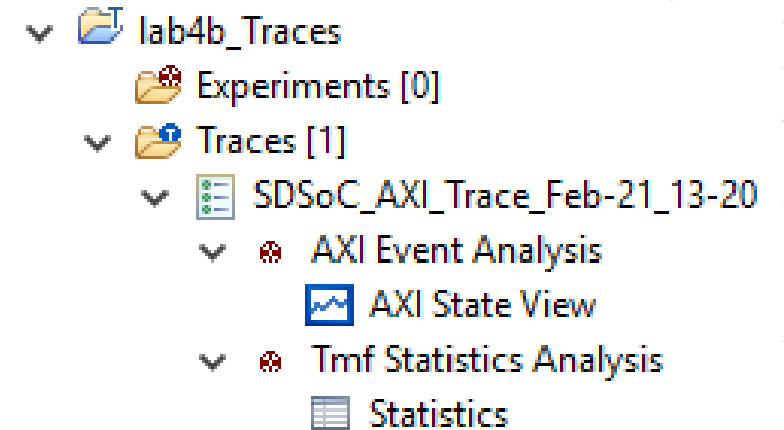 lab4b_Traces
Experiments [0]
Traces [1]
SDSoC_AXI_Trace_Feb-21_13-20
AXI Event Analysis
AXI State View
Tmf Statistics Analysis
Statistics